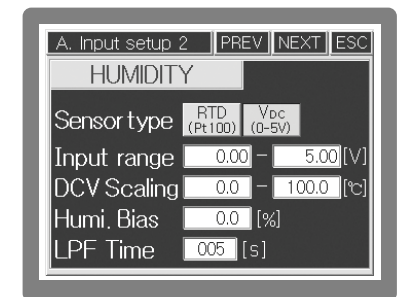 A. Input setup 2 PREV NEXT ESC
HUMIDITY
Sensor type RTD (Pt100) VDC (0-5V)
Input range 0.00 - 5.00 [V]
DCV Scaling 0.0 - 100.0 [℃]
Humi. Bias 0.0 [%]
LPF Time 005 [s]